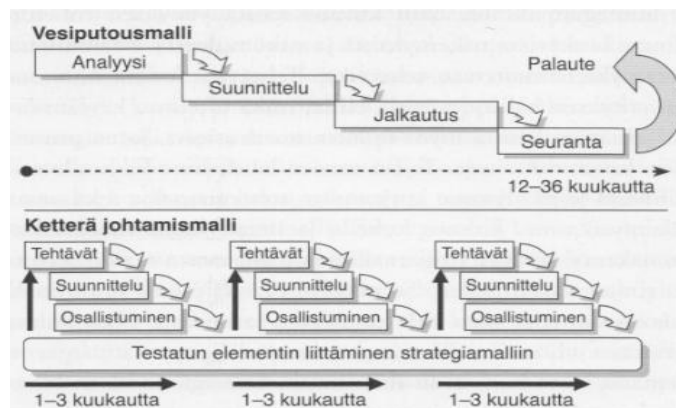 Vesiputousmalli
Analyysi
Suunnittelu
Jalkautus
Seuranta
Palaute
12–36 kuukautta
Ketterä johtamismalli
Tehtävät
Suunnittelu
Osallistuminen
Tehtävät
Suunnittelu
Osallistuminen
Tehtävät
Suunnittelu
Osallistuminen
Testatun elementin liittäminen strategiamalliin
1–3 kuukautta
1–3 kuukautta
1–3 kuukautta